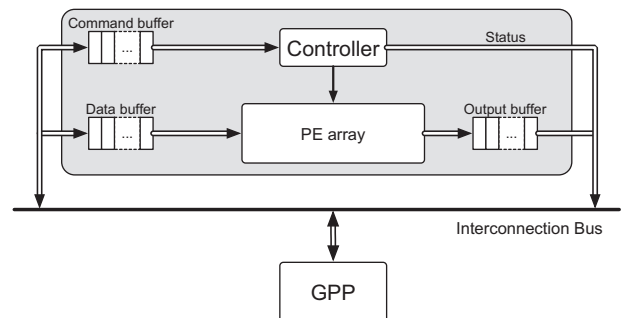 Command buffer
...
Controller
Status
Data buffer
...
PE array
Output buffer
...
Interconnection Bus
GPP